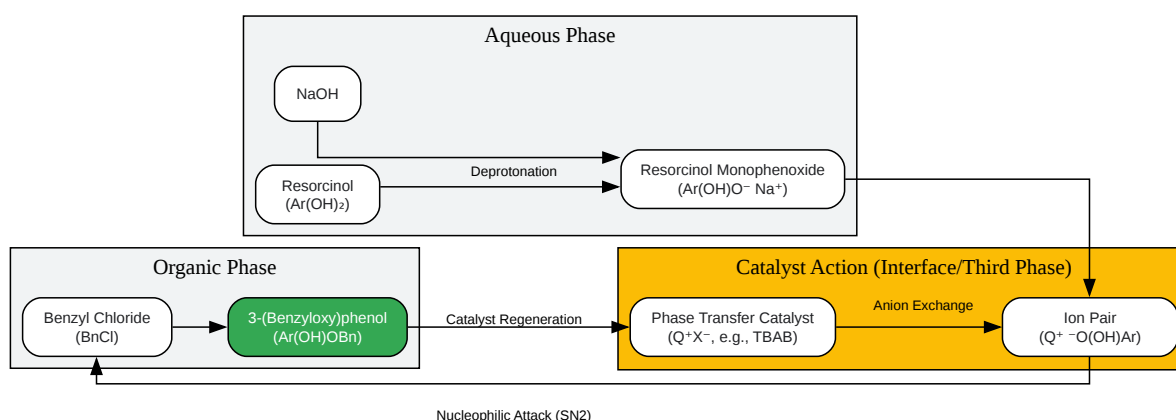 Aqueous Phase
NaOH
Deprotonation
Resorcinol
(Ar(OH)₂)
Resorcinol Monophenoxide
(Ar(OH)O⁻ Na⁺)
Organic Phase
Benzyl Chloride
(BnCl)
3-(Benzyloxy)phenol
(Ar(OH)OBn)
Catalyst Regeneration
Catalyst Action (Interface/Third Phase)
Phase Transfer Catalyst
(Q⁺X⁻, e.g., TBAB)
Anion Exchange
Ion Pair
(Q⁺ ⁻O(OH)Ar)
Nucleophilic Attack (SN2)